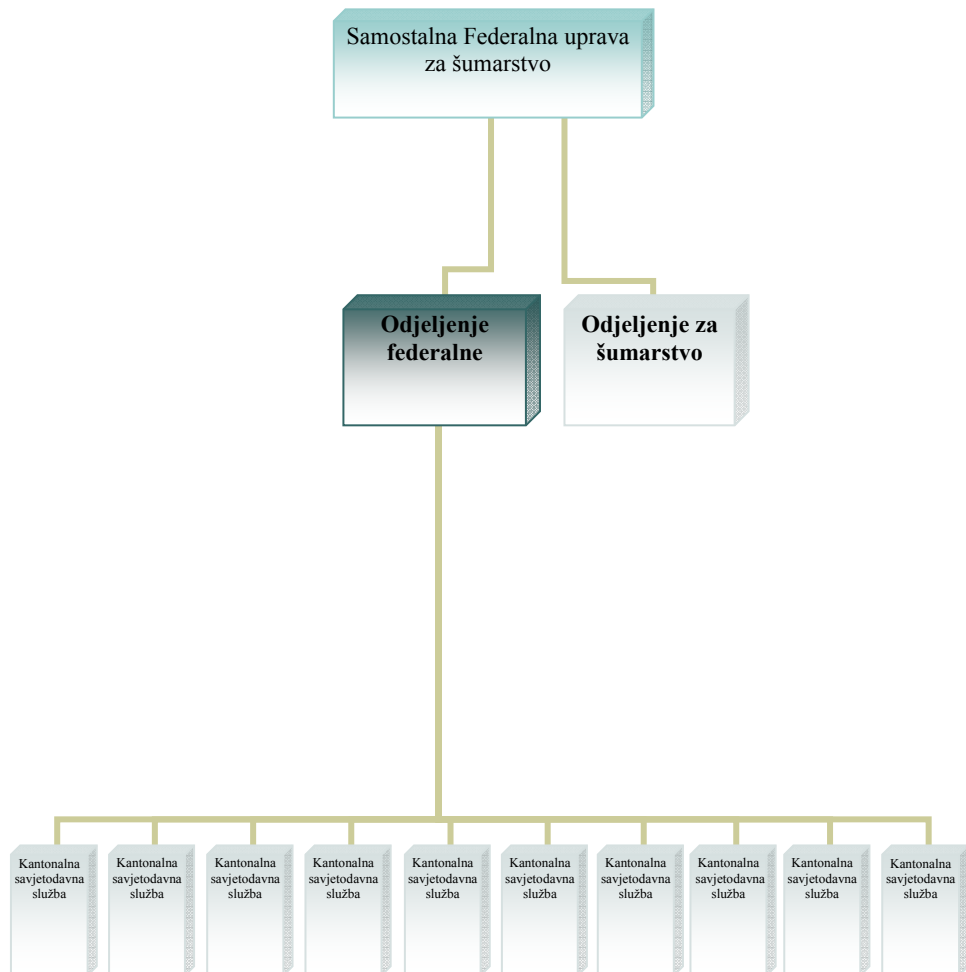 Samostalna Federalna uprava
za šumarstvo
Odjeljenje
federalne
Odjeljenje za
šumarstvo
Kantonalna
savjetodavna
služba
Kantonalna
savjetodavna
služba
Kantonalna
savjetodavna
služba
Kantonalna
savjetodavna
služba
Kantonalna
savjetodavna
služba
Kantonalna
savjetodavna
služba
Kantonalna
savjetodavna
služba
Kantonalna
savjetodavna
služba
Kantonalna
savjetodavna
služba
Kantonalna
savjetodavna
služba